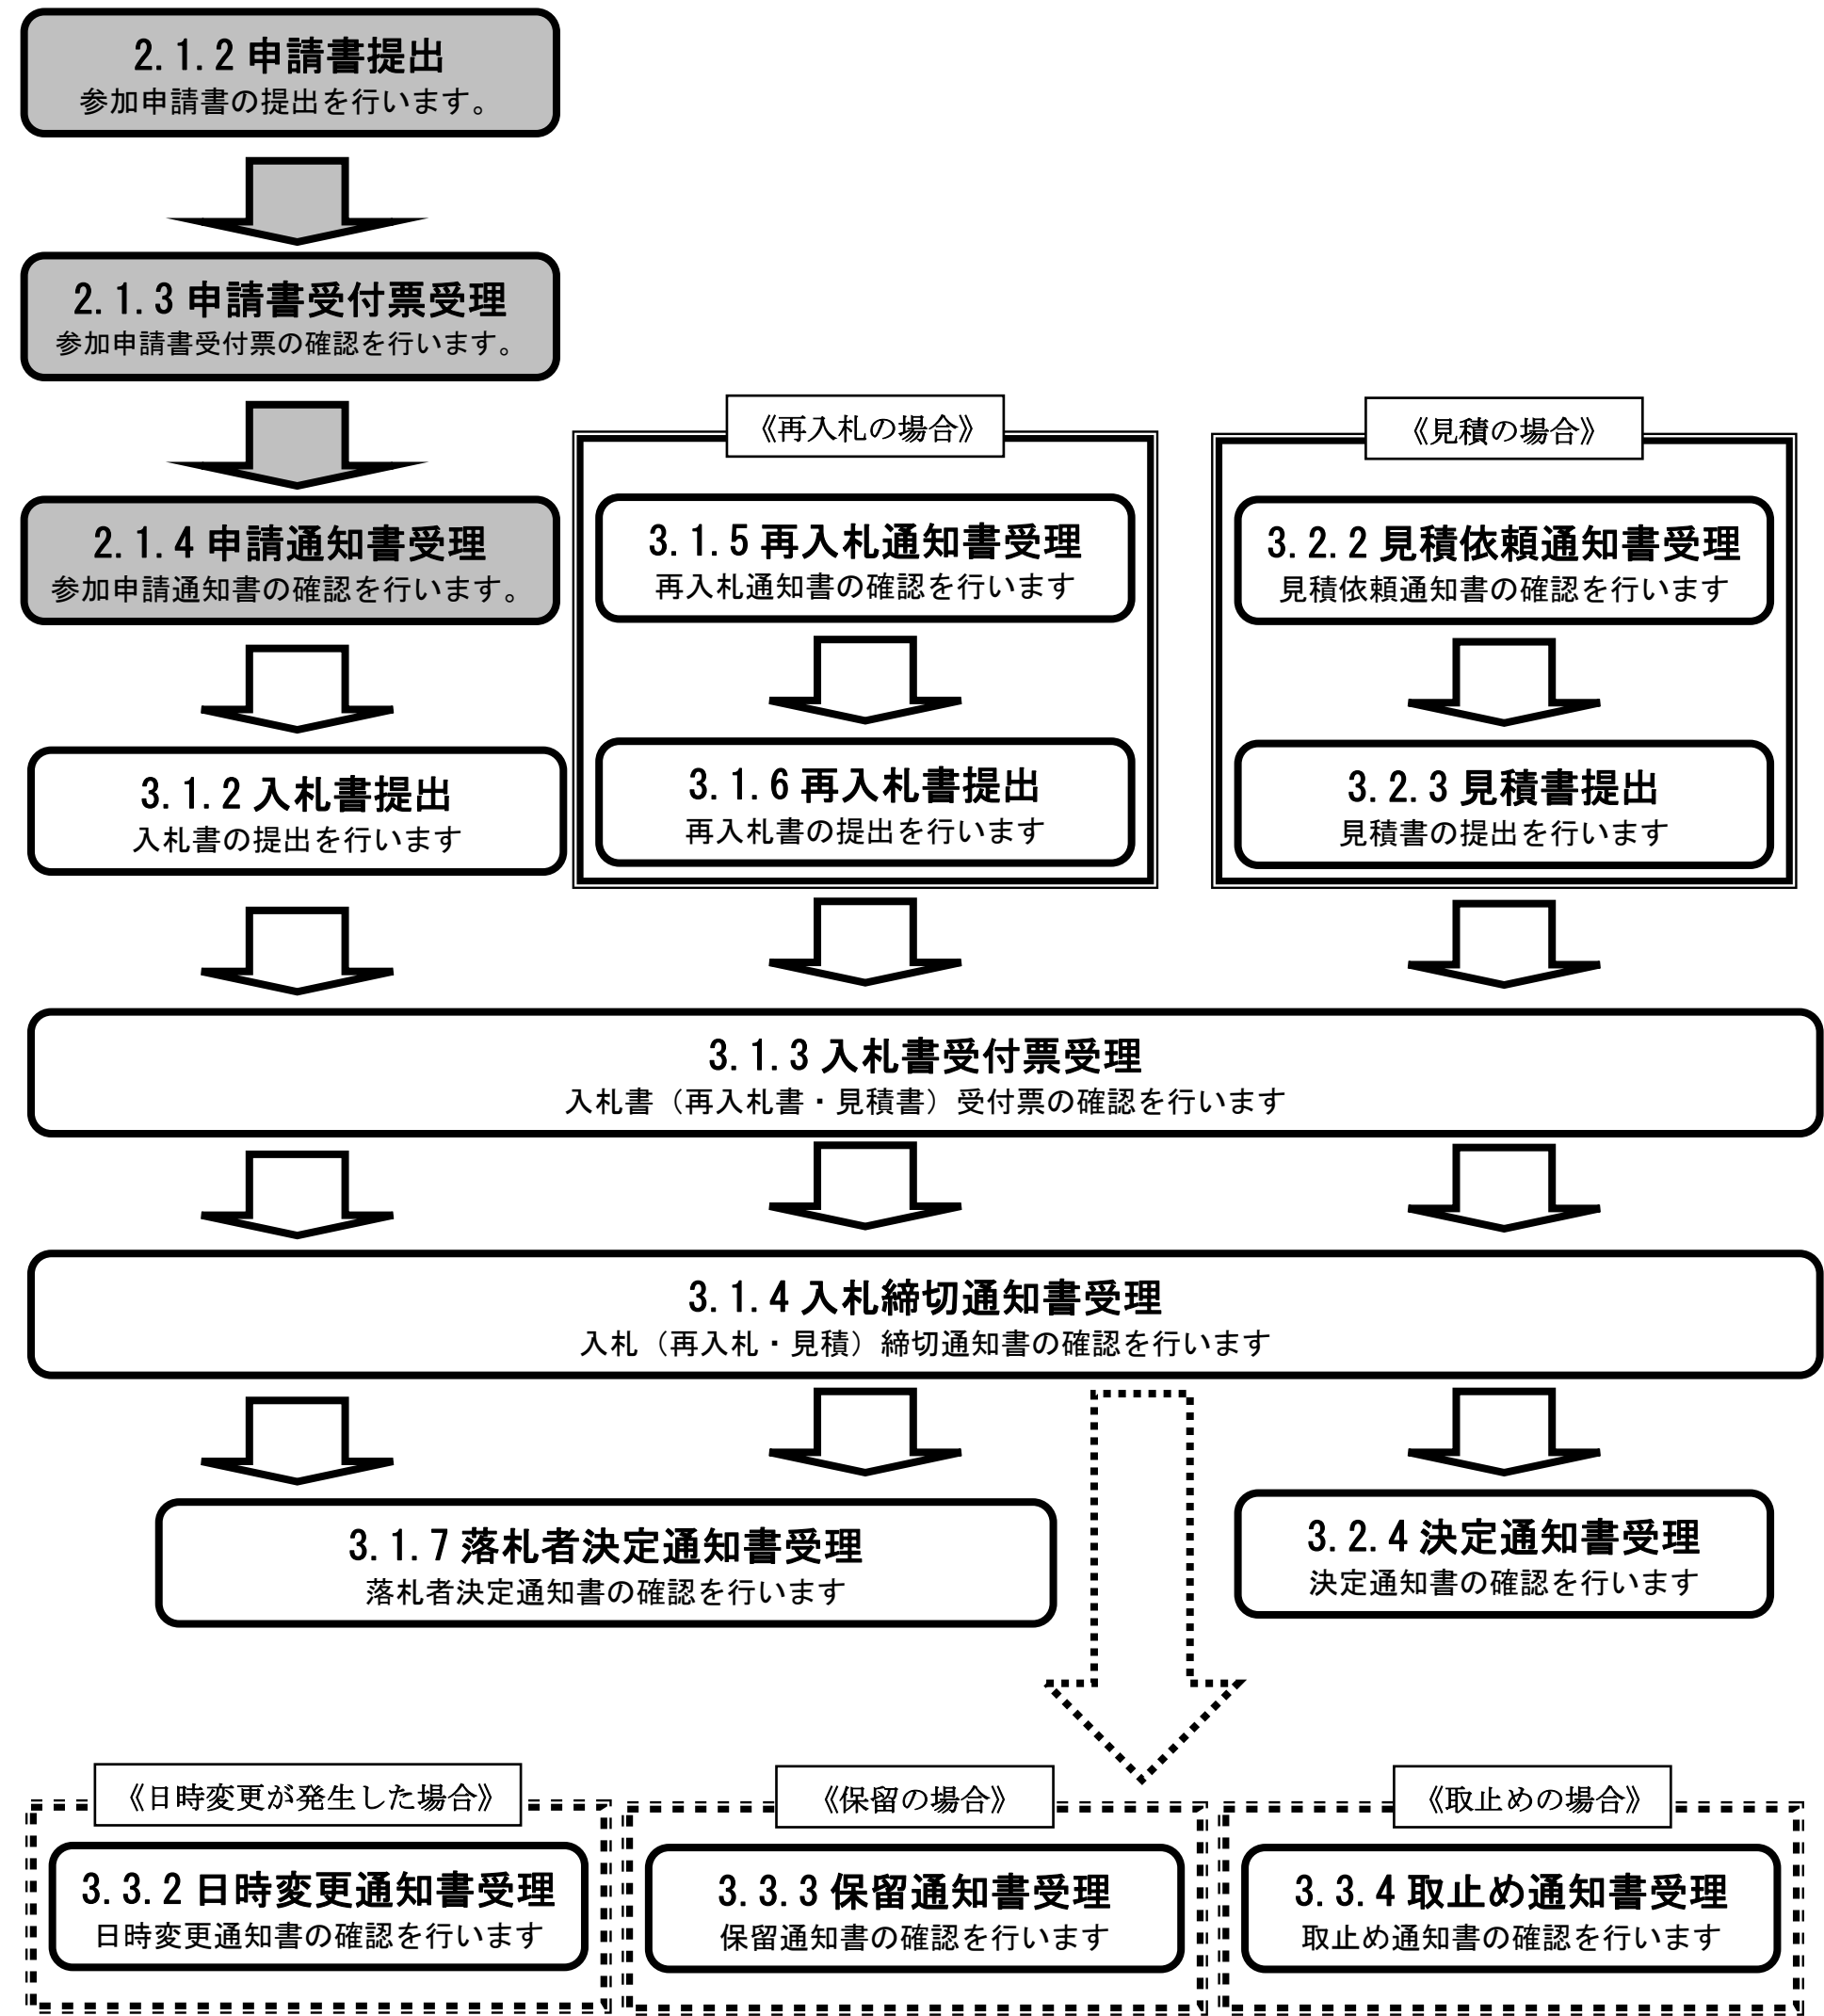 2.1.2 申請書提出
参加申請書の提出を行います。
2.1.3 申請書受付票受理
参加申請書受付票の確認を行います。
2.1.4 申請通知書受理
参加申請通知書の確認を行います。
3.1.2 入札書提出
入札書の提出を行います
《再入札の場合》
3.1.5 再入札通知書受理
再入札通知書の確認を行います
3.1.6 再入札書提出
再入札書の提出を行います
《見積の場合》
3.2.2 見積依頼通知書受理
見積依頼通知書の確認を行います
3.2.3 見積書提出
見積書の提出を行います
3.1.3 入札書受付票受理
入札書（再入札書・見積書）受付票の確認を行います
3.1.4 入札締切通知書受理
入札（再入札・見積）締切通知書の確認を行います
3.1.7 落札者決定通知書受理
落札者決定通知書の確認を行います
3.2.4 決定通知書受理
決定通知書の確認を行います
《日時変更が発生した場合》
3.3.2 日時変更通知書受理
日時変更通知書の確認を行います
《保留の場合》
3.3.3 保留通知書受理
保留通知書の確認を行います
《取止めの場合》
3.3.4 取止め通知書受理
取止め通知書の確認を行います